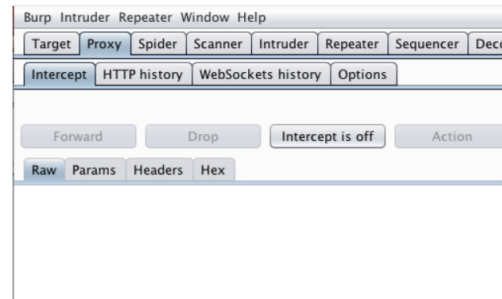 Burp Intruder Repeater Window Help
Target Proxy Spider Scanner Intruder Repeater Sequencer Deco
Intercept HTTP history WebSockets history Options
Forward Drop Intercept is off Action
Raw Params Headers Hex